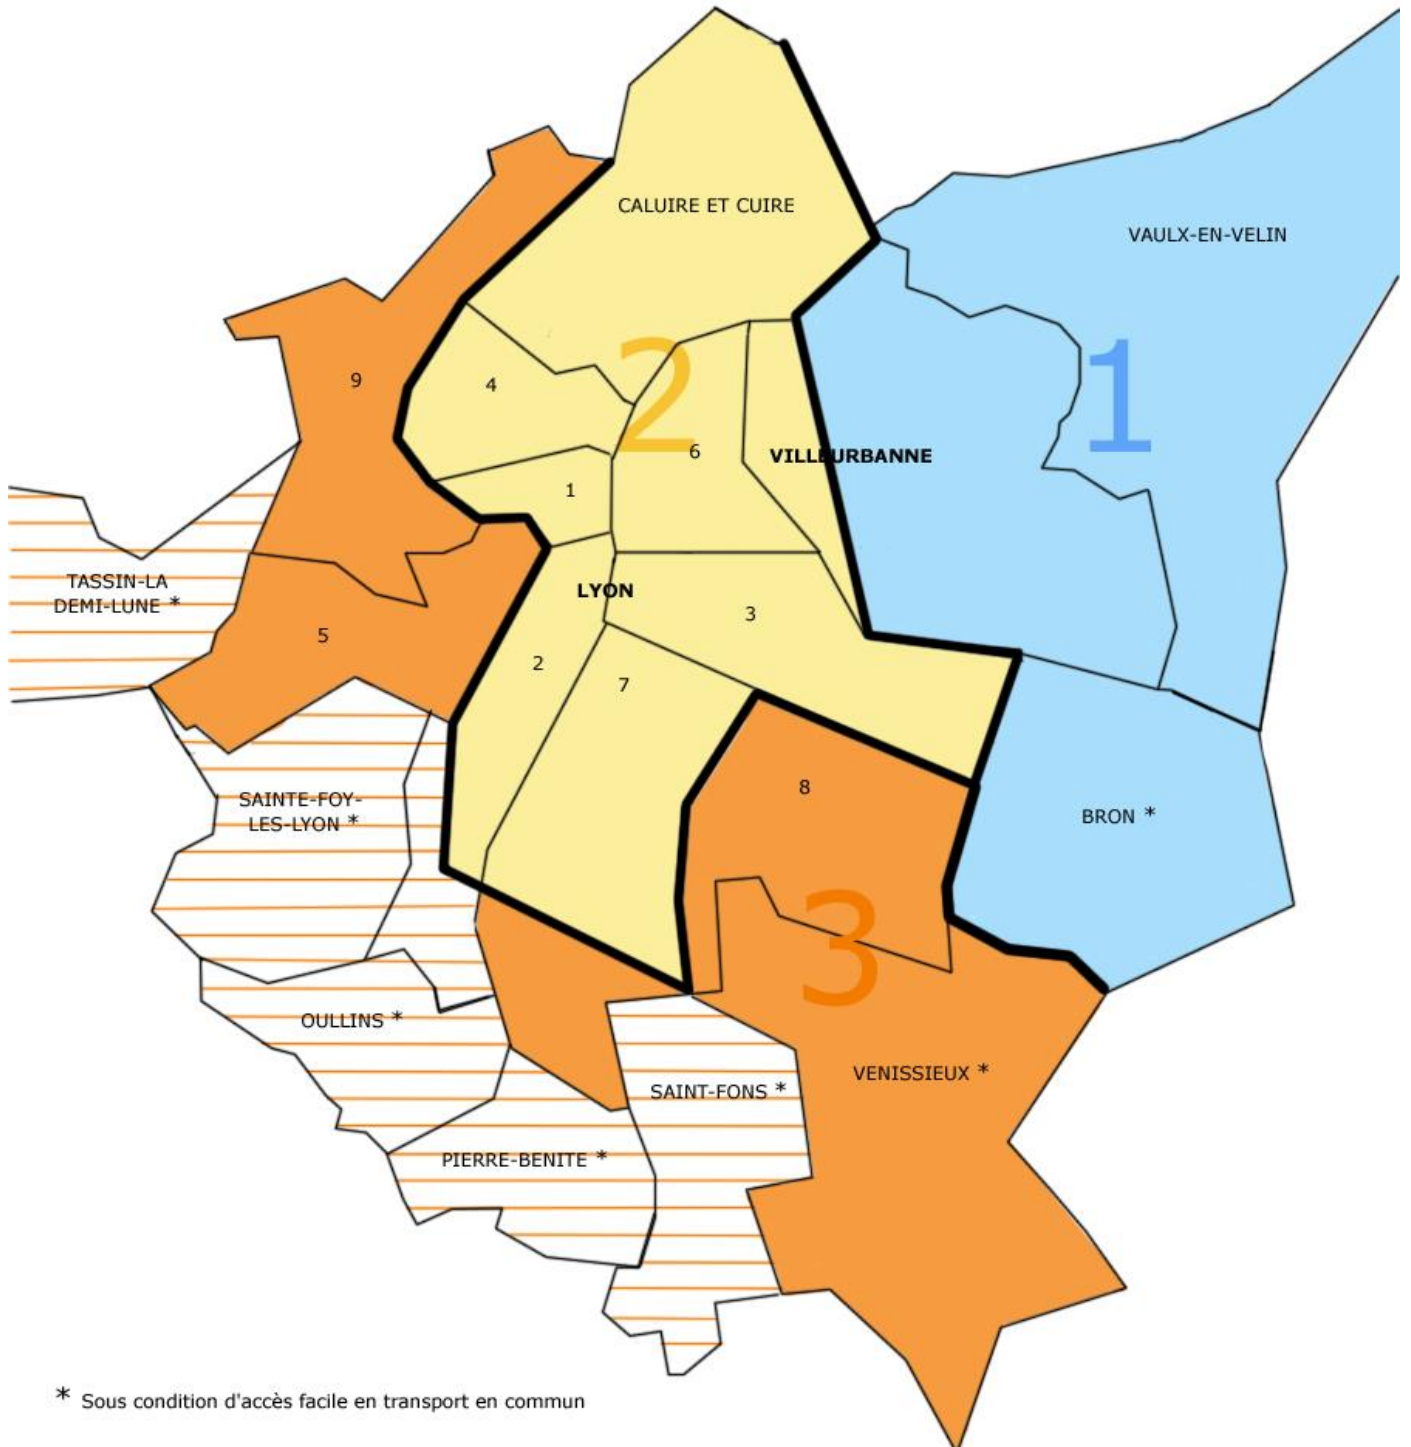 CALUIRE ET CUIRE
VAULX-EN-VELIN
2
1
9
4
6
VILLEURBANNE
1
TASSIN-LA
DEMI-LUNE *
LYON
3
5
2
7
8
SAINTE-FOY-
LES-LYON *
BRON *
3
OULLINS *
VENISSIEUX *
SAINT-FONS *
PIERRE-BENITE *
* Sous condition d'accès facile en transport en commun